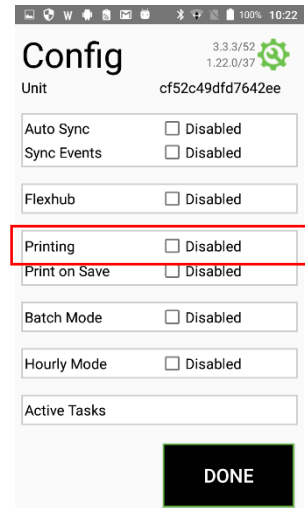 100% 10:22
Config
3.3.3/52
1.22.0/37
Unit cf52c49dfd7642ee
Auto Sync Disabled
Sync Events Disabled
Flexhub Disabled
Printing Disabled
Print on Save Disabled
Batch Mode Disabled
Hourly Mode Disabled
Active Tasks
DONE